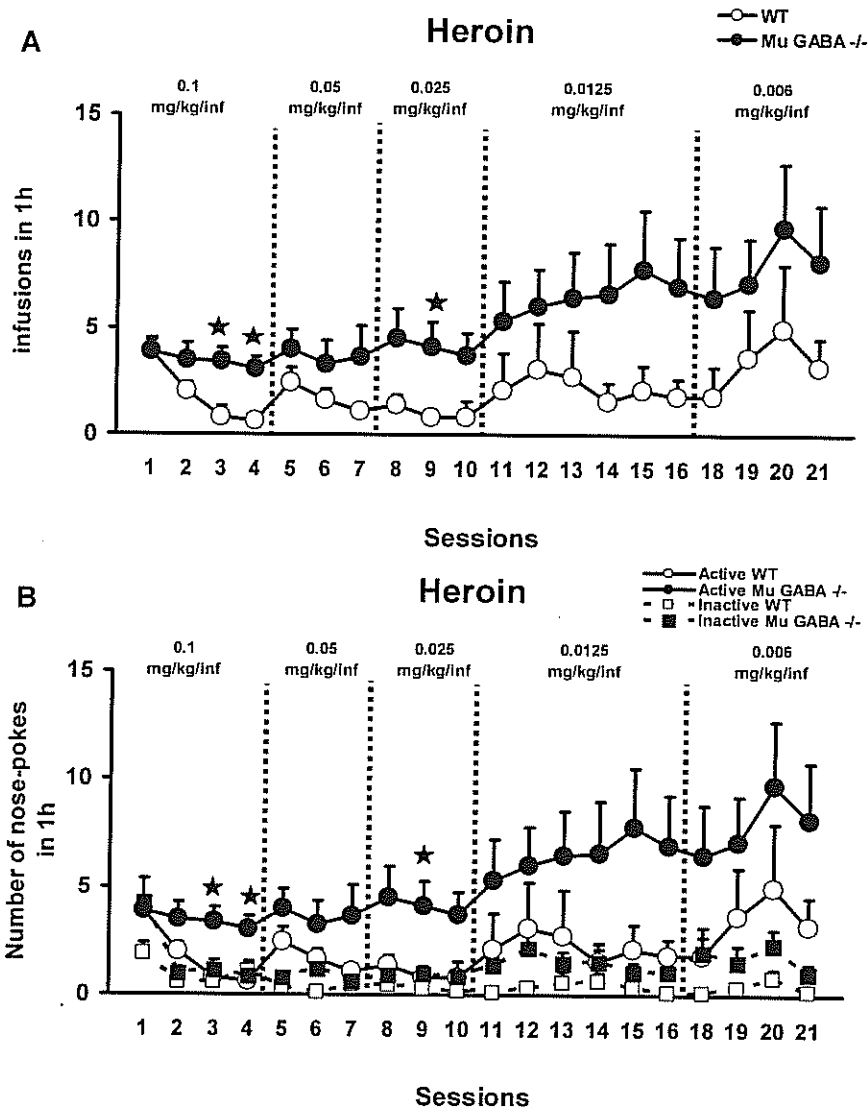 A
Heroin
WT
Mu GABA -/-
0.1 mg/kg/inf
0.05 mg/kg/inf
0.025 mg/kg/inf
0.0125 mg/kg/inf
0.006 mg/kg/inf
infusions in 1h
15
10
5
0
1 2 3 4 5 6 7 8 9 10 11 12 13 14 15 16 18 19 20 21
Sessions
B
Heroin
Active WT
Active Mu GABA -/-
Inactive WT
Inactive Mu GABA -/-
0.1 mg/kg/inf
0.05 mg/kg/inf
0.025 mg/kg/inf
0.0125 mg/kg/inf
0.006 mg/kg/inf
Number of nose-pokes
in 1h
15
10
5
0
1 2 3 4 5 6 7 8 9 10 11 12 13 14 15 16 18 19 20 21
Sessions